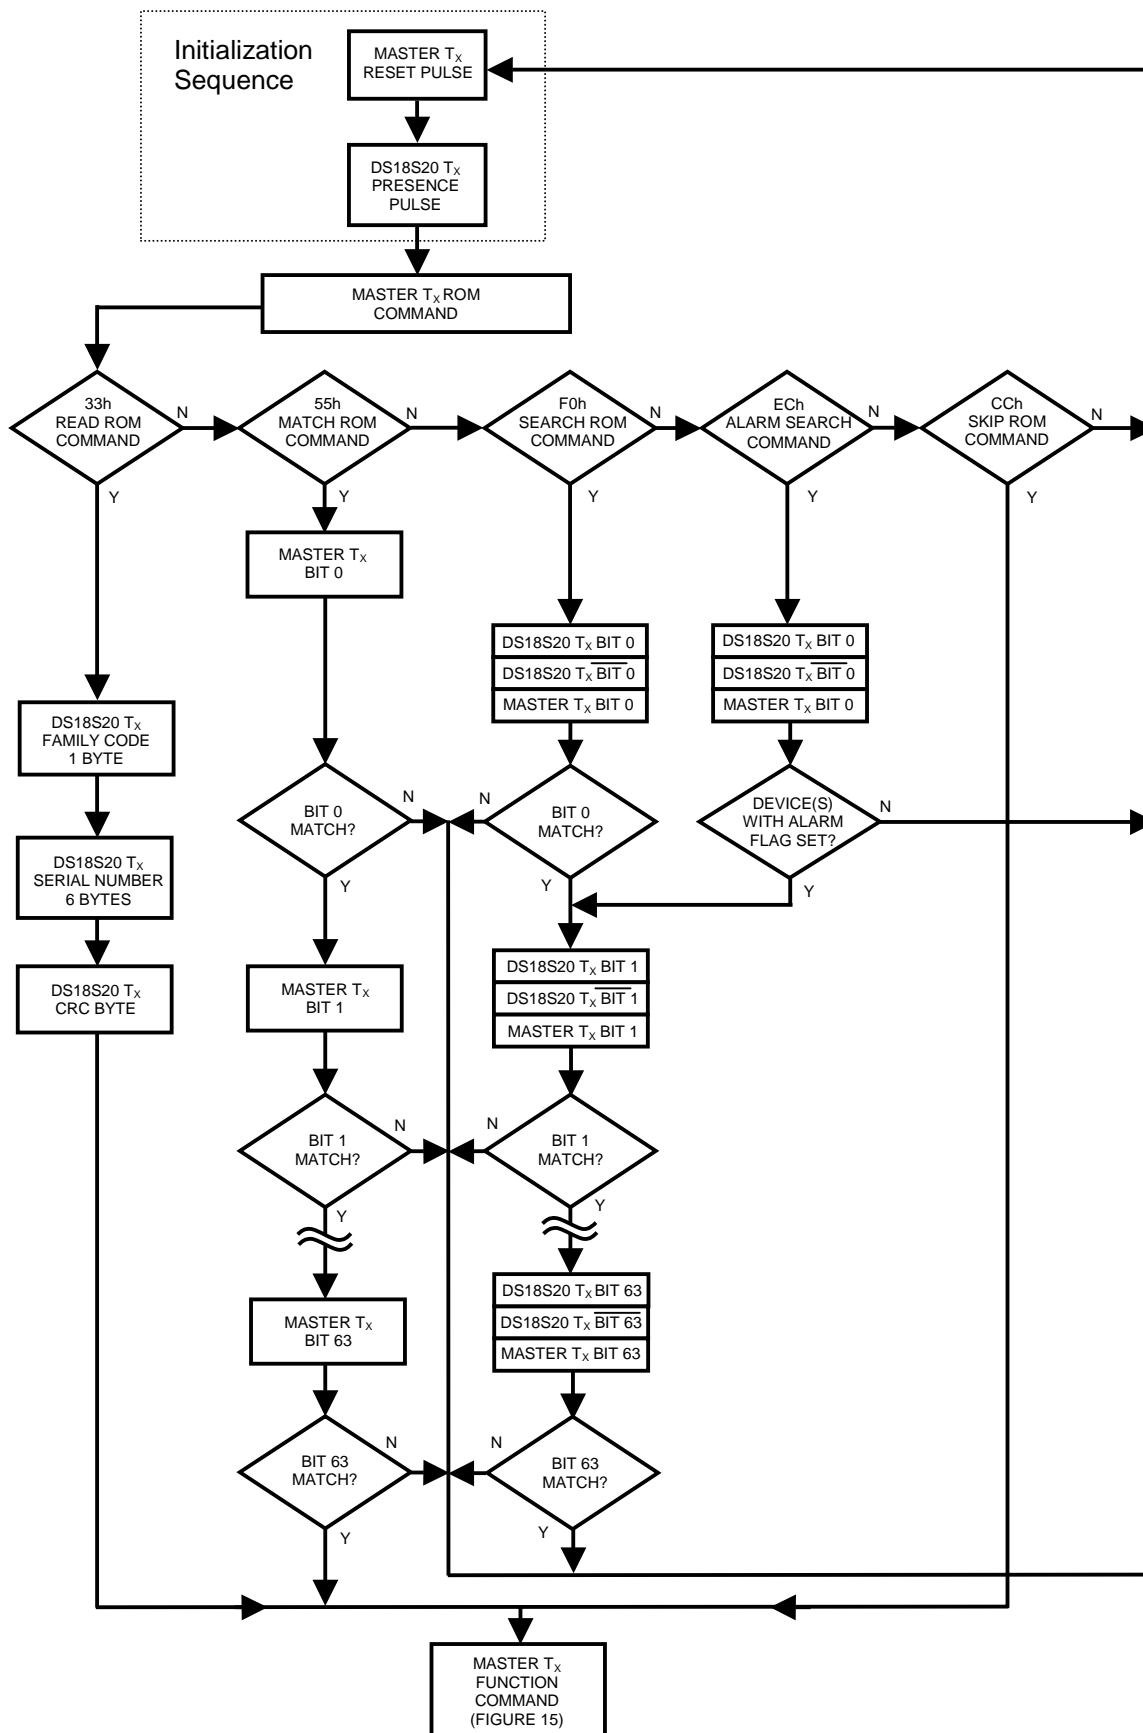 Initialization
Sequence
MASTER TX
RESET PULSE
DS18S20 TX
PRESENCE
PULSE
MASTER TX ROM
COMMAND
33h
READ ROM
COMMAND
N
Y
55h
MATCH ROM
COMMAND
N
Y
F0h
SEARCH ROM
COMMAND
N
Y
ECh
ALARM SEARCH
COMMAND
N
Y
CCh
SKIP ROM
COMMAND
N
Y
MASTER TX
BIT 0
DS18S20 TX BIT 0
DS18S20 TX BIT 0
MASTER TX BIT 0
DS18S20 TX BIT 0
DS18S20 TX BIT 0
MASTER TX BIT 0
DS18S20 TX
FAMILY CODE
1 BYTE
BIT 0
MATCH?
N
Y
BIT 0
MATCH?
N
Y
DEVICE(S)
WITH ALARM
FLAG SET?
N
Y
DS18S20 TX
SERIAL NUMBER
6 BYTES
DS18S20 TX
CRC BYTE
MASTER TX
BIT 1
DS18S20 TX BIT 1
DS18S20 TX BIT 1
MASTER TX BIT 1
BIT 1
MATCH?
N
Y
BIT 1
MATCH?
N
Y
MASTER TX
BIT 63
DS18S20 TX BIT 63
DS18S20 TX BIT 63
MASTER TX BIT 63
BIT 63
MATCH?
N
Y
BIT 63
MATCH?
N
Y
MASTER TX
FUNCTION
COMMAND
(FIGURE 15)